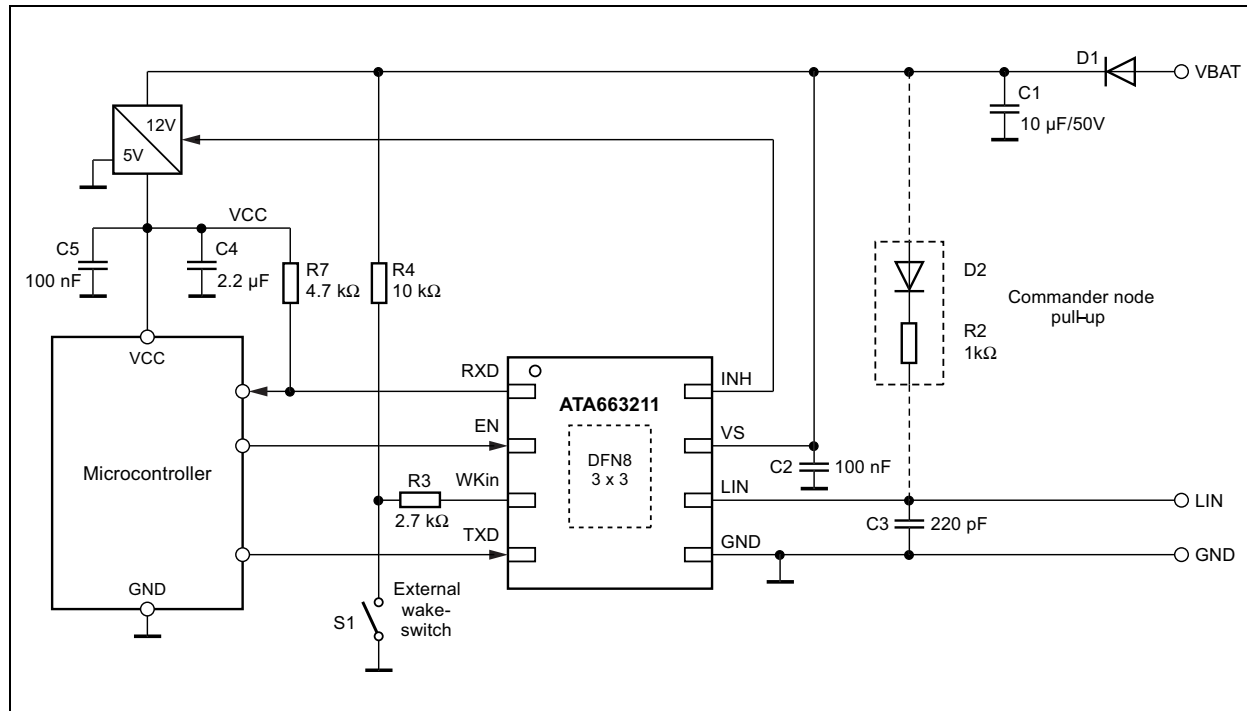 D1
VBAT
C1
10 µF/50V
12V
5V
VCC
C5
100 nF
C4
2.2 µF
R7
4.7 kΩ
R4
10 kΩ
D2
R2
1kΩ
Commander node
pull-up
VCC
Microcontroller
GND
RXD
EN
WKin
TXD
R3
2.7 kΩ
ATA663211
DFN8
3 x 3
INH
VS
LIN
GND
C2
100 nF
C3
220 pF
LIN
GND
S1
External
wake-
switch